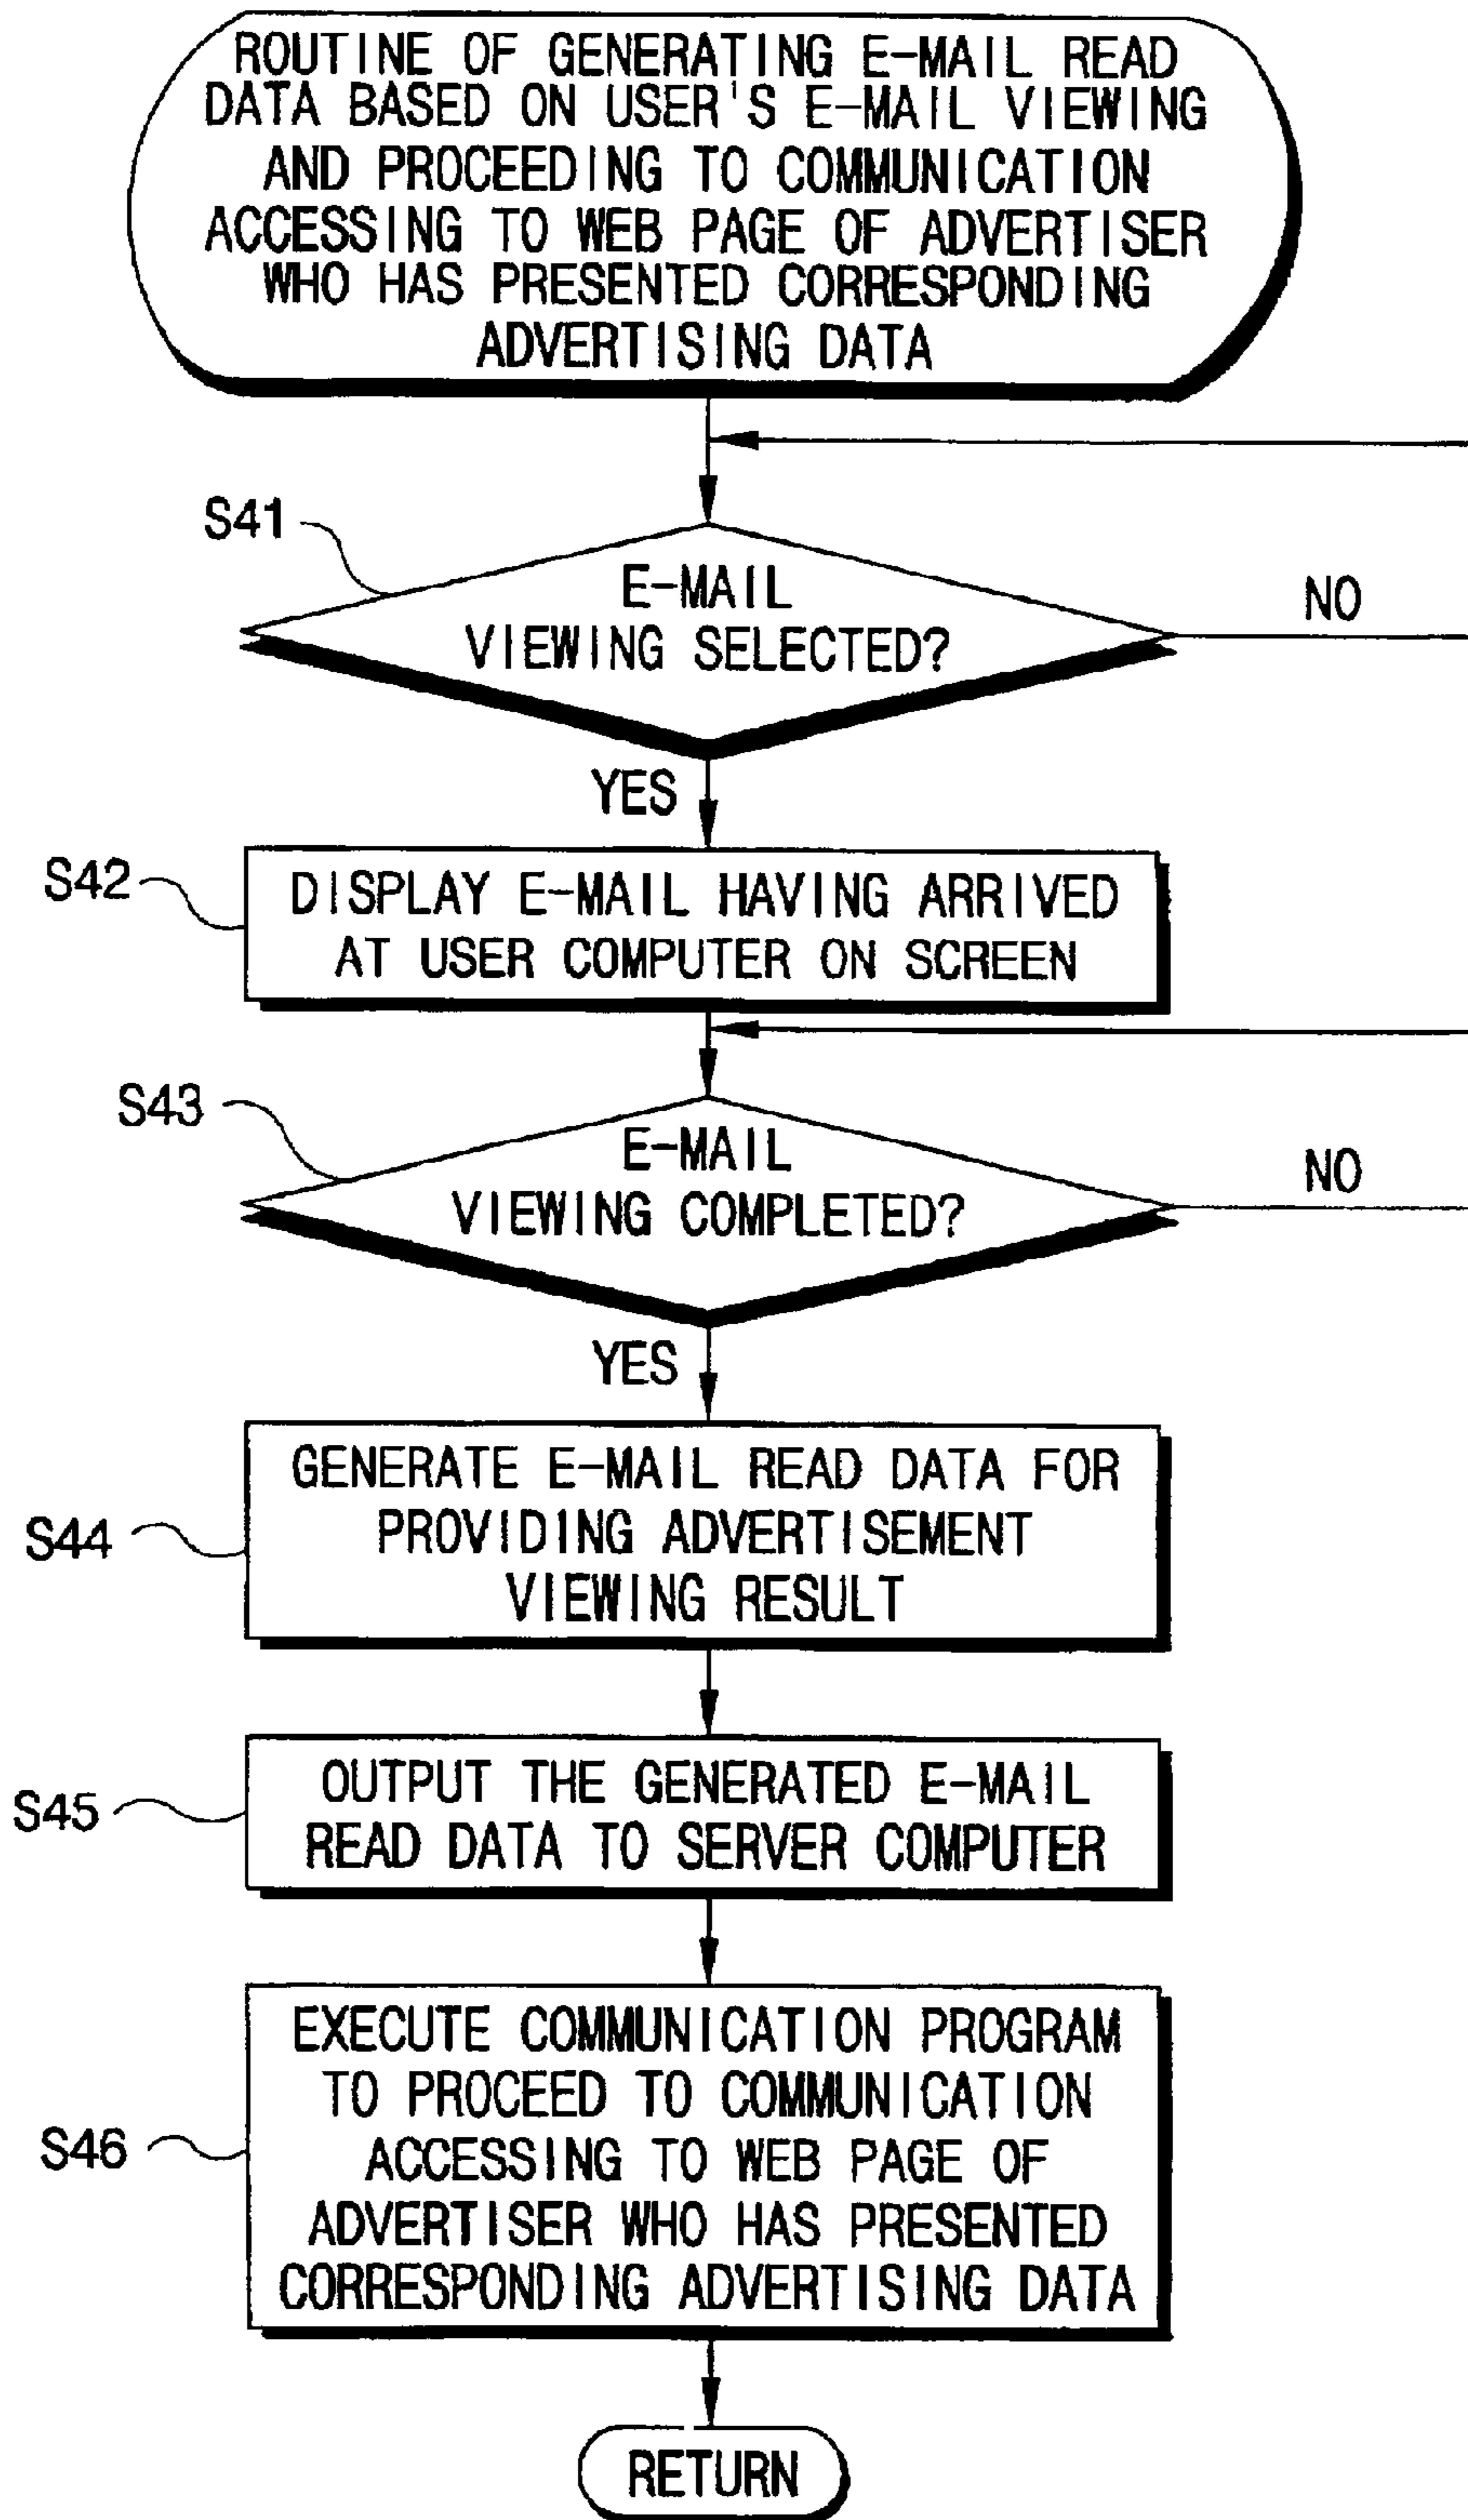 ROUTINE OF GENERATING E-MAIL READ
DATA BASED ON USER'S E-MAIL VIEWING
AND PROCEEDING TO COMMUNICATION
ACCESSING TO WEB PAGE OF ADVERTISER
WHO HAS PRESENTED CORRESPONDING
ADVERTISING DATA
S41
E-MAIL
VIEWING SELECTED?
NO
YES
S42
DISPLAY E-MAIL HAVING ARRIVED
AT USER COMPUTER ON SCREEN
S43
E-MAIL
VIEWING COMPLETED?
NO
YES
S44
GENERATE E-MAIL READ DATA FOR
PROVIDING ADVERTISEMENT
VIEWING RESULT
S45
OUTPUT THE GENERATED E-MAIL
READ DATA TO SERVER COMPUTER
S46
EXECUTE COMMUNICATION PROGRAM
TO PROCEED TO COMMUNICATION
ACCESSING TO WEB PAGE OF
ADVERTISER WHO HAS PRESENTED
CORRESPONDING ADVERTISING DATA
RETURN